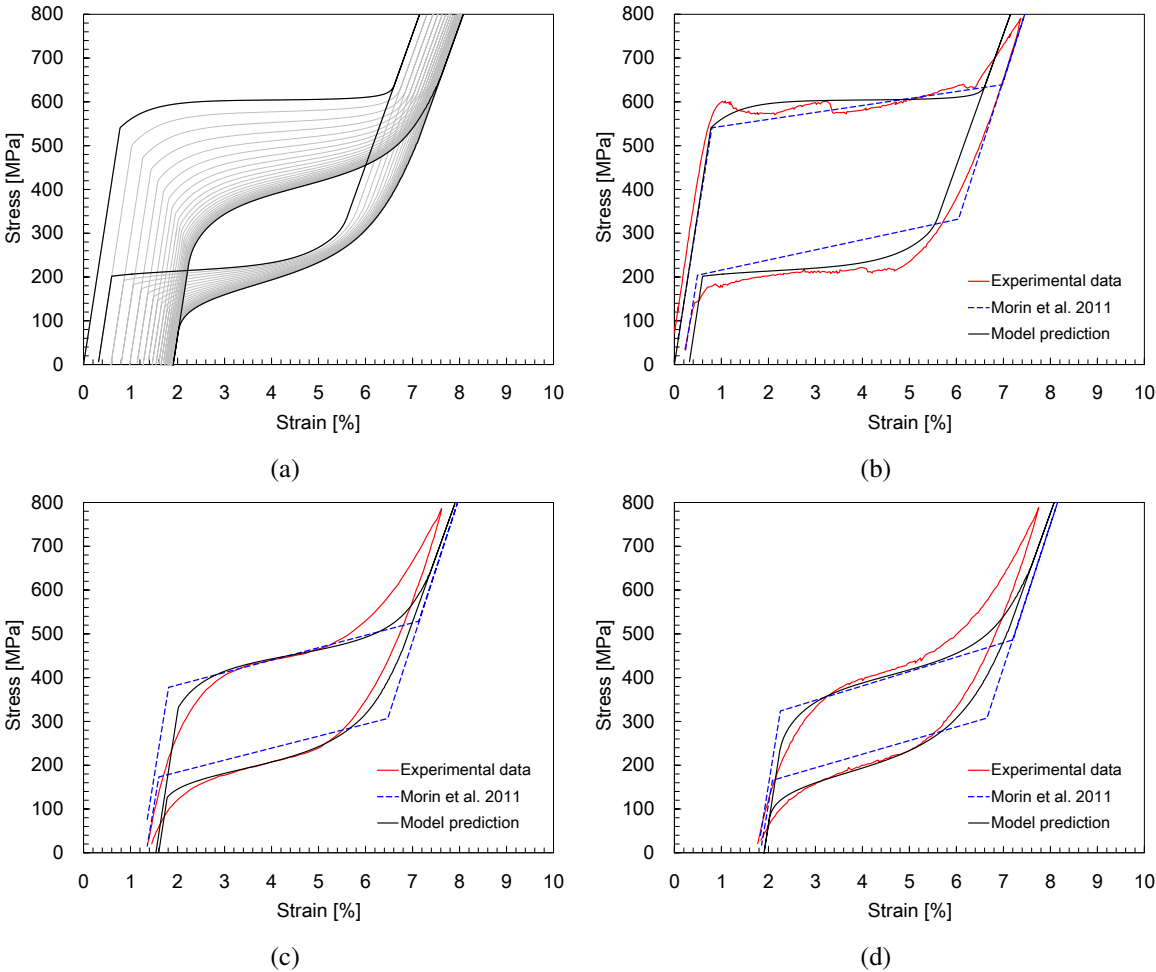 800
700
600
500
400
300
200
100
0
Stress [MPa]
0 1 2 3 4 5 6 7 8 9 10
Strain [%]
(a)
800
700
600
500
400
300
200
100
0
Stress [MPa]
Experimental data
Morin et al. 2011
Model prediction
0 1 2 3 4 5 6 7 8 9 10
Strain [%]
(b)
800
700
600
500
400
300
200
100
0
Stress [MPa]
Experimental data
Morin et al. 2011
Model prediction
0 1 2 3 4 5 6 7 8 9 10
Strain [%]
(c)
800
700
600
500
400
300
200
100
0
Stress [MPa]
Experimental data
Morin et al. 2011
Model prediction
0 1 2 3 4 5 6 7 8 9 10
Strain [%]
(d)